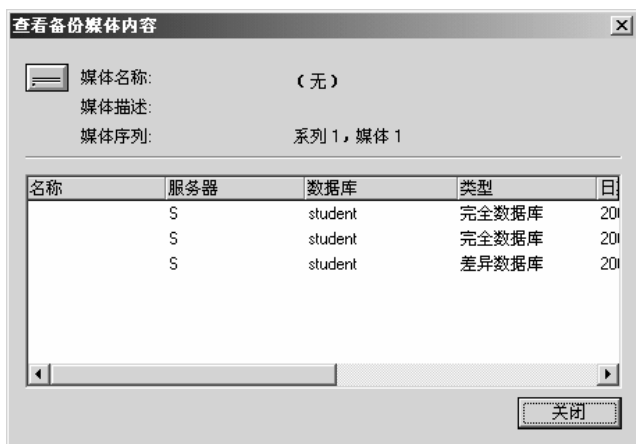 查看备份媒体内容
媒体名称: (无)
媒体描述:
媒体序列: 系列 1，媒体 1
名称 服务器 数据库 类型
S student 完全数据库 200
S student 完全数据库 200
S student 差异数据库 200
关闭